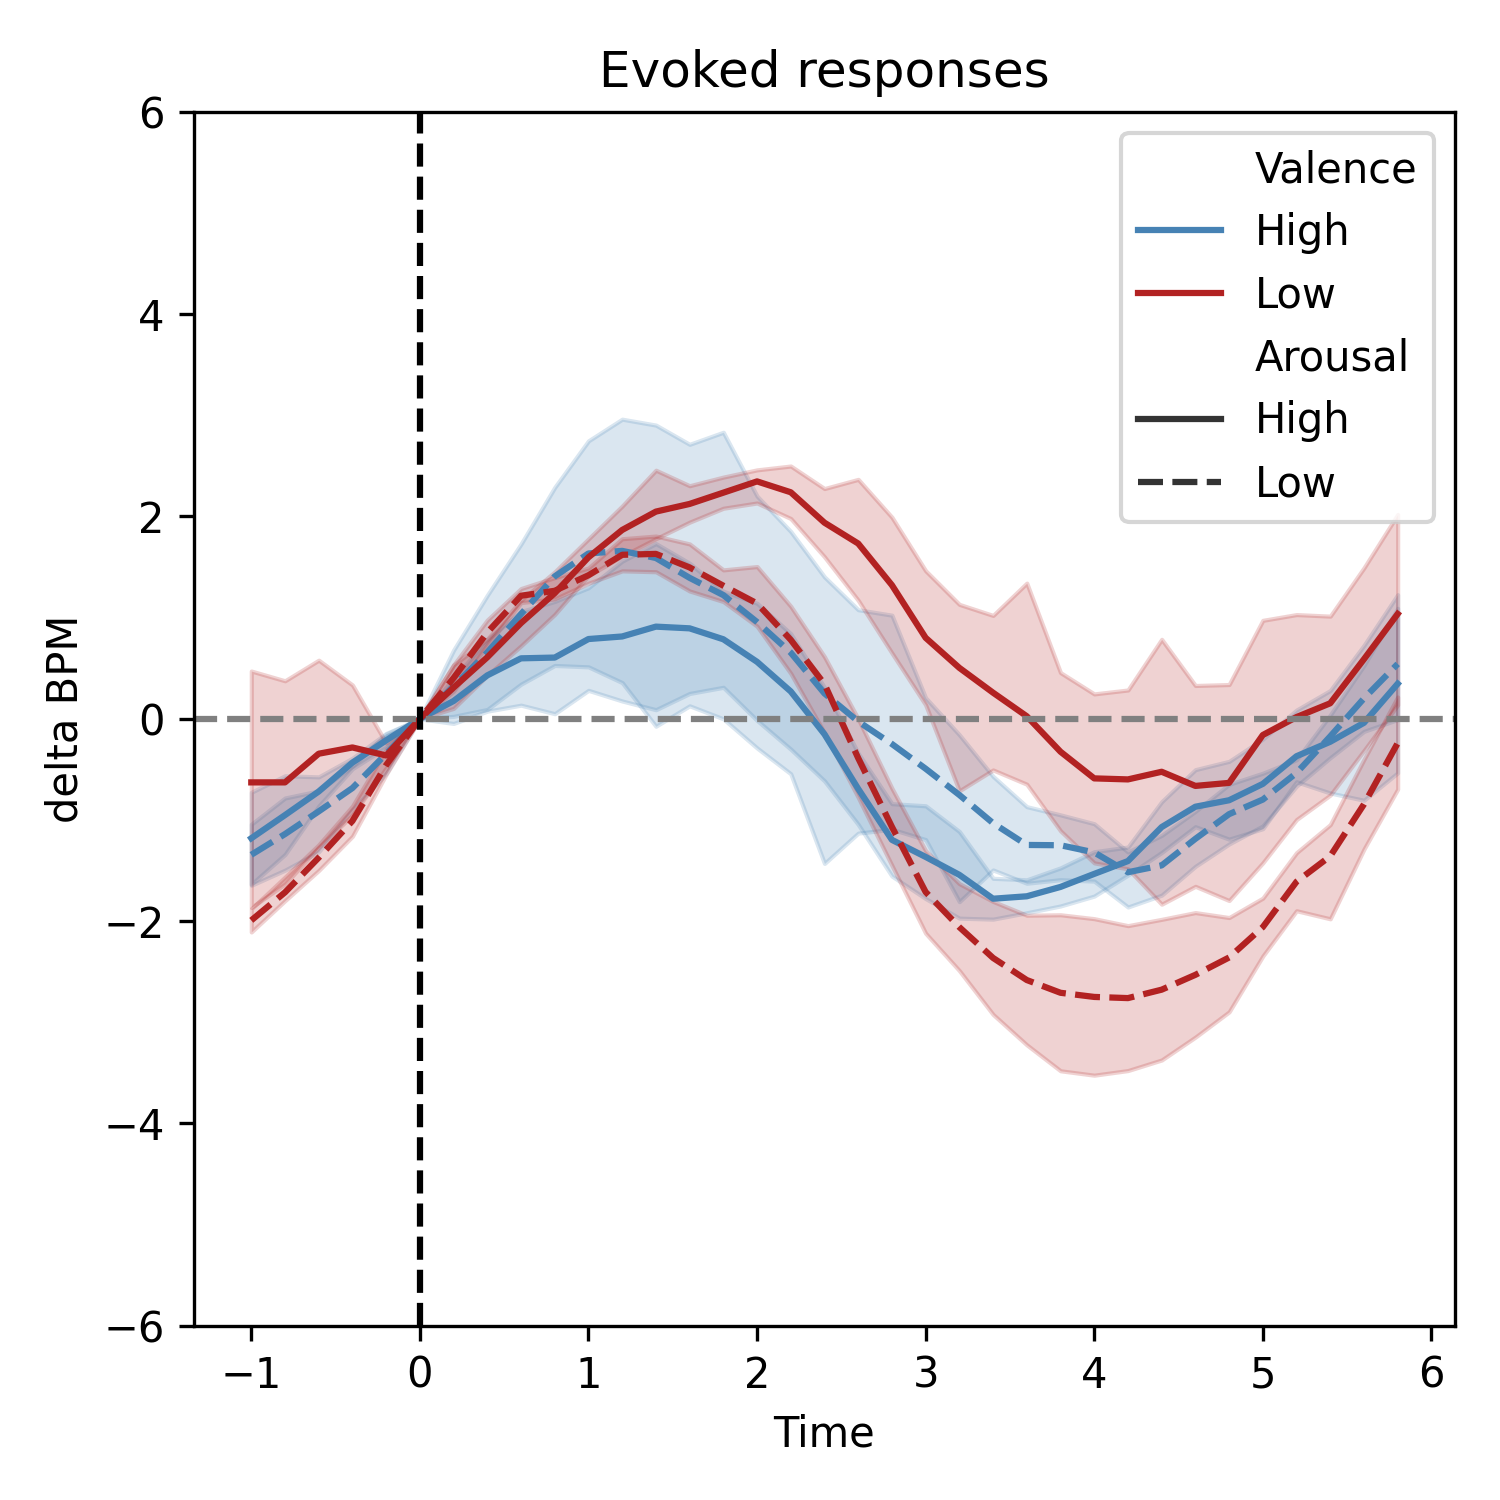 Evoked responses
6
4
2
0
−2
−4
−6
delta BPM
−1 0 1 2 3 4 5 6
Time
Valence
High
Low
Arousal
High
Low